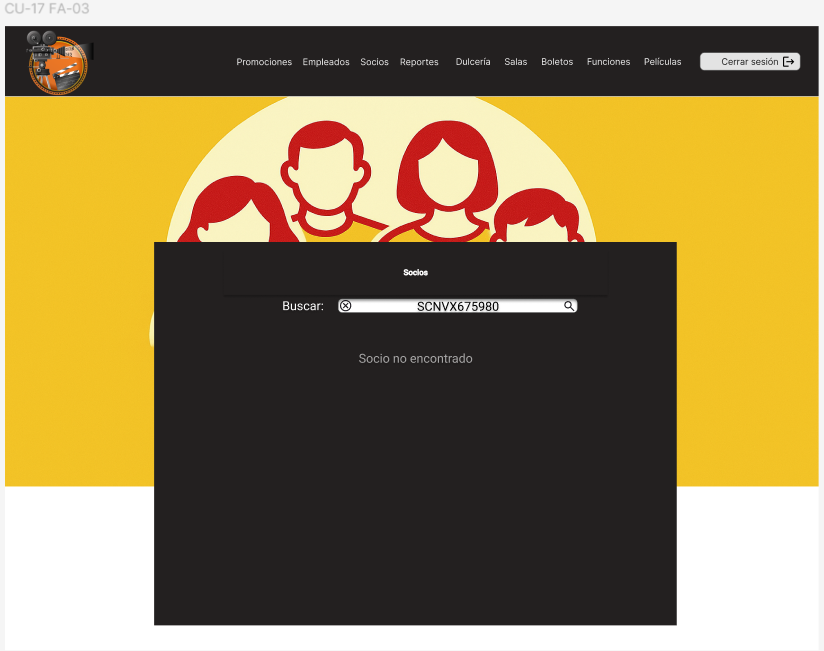 CU-17 FA-03
Promociones Empleados Socios Reportes Dulcería Salas Boletos Funciones Películas Cerrar sesión
Socios
Buscar: SCNVX675980
Socio no encontrado